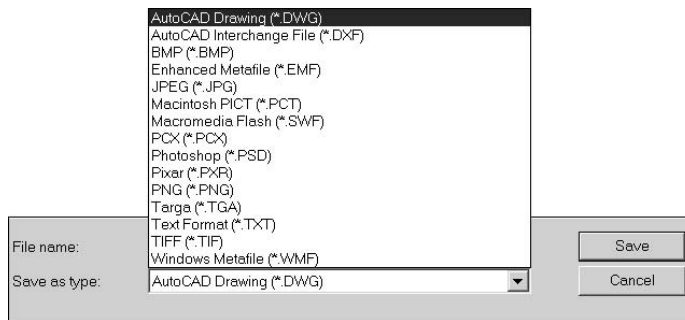 AutoCAD Drawing (*.DWG)
AutoCAD Interchange File (*.DXF)
BMP (*.BMP)
Enhanced Metafile (*.EMF)
JPEG (*.JPG)
Macintosh PICT (*.PCT)
Macromedia Flash (*.SWF)
PCX (*.PCX)
Photoshop (*.PSD)
Pixar (*.PXR)
PNG (*.PNG)
Targa (*.TGA)
Text Format (*.TXT)
TIFF (*.TIF)
Windows Metafile (*.WMF)
File name:
Save
Save as type:
AutoCAD Drawing (*.DWG)
Cancel